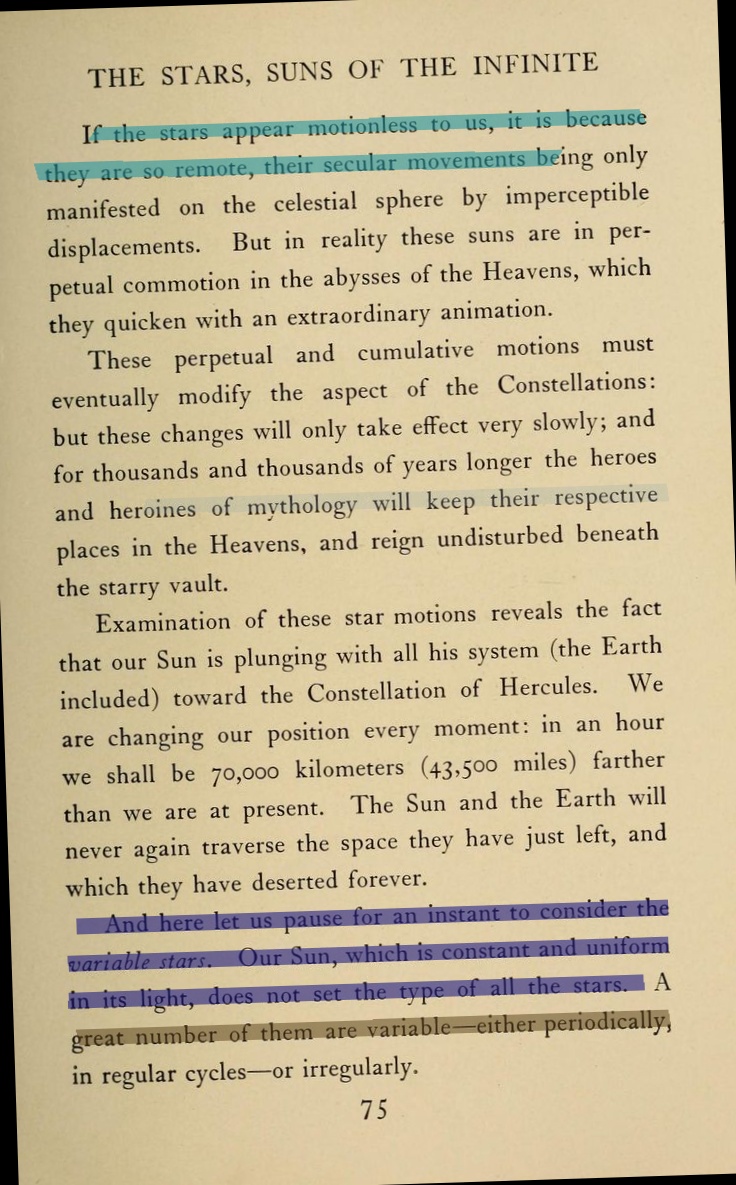 THE STARS, SUNS OF THE INFINITE
If the stars appear motionless to us, it is because
they are so remote, their secular movements being only
manifested on the celestial sphere by imperceptible
displacements. But in reality these suns are in per-
petual commotion in the abysses of the Heavens, which
they quicken with an extraordinary animation.
These perpetual and cumulative motions must
eventually modify the aspect of the Constellations:
but these changes will only take effect very slowly; and
for thousands and thousands of years longer the heroes
and heroines of mythology will keep their respective
places in the Heavens, and reign undisturbed beneath
the starry vault.
Examination of these star motions reveals the fact
that our Sun is plunging with all his system (the Earth
included) toward the Constellation of Hercules. We
are changing our position every moment: in an hour
we shall be 70,000 kilometers (43,500 miles) farther
than we are at present. The Sun and the Earth will
never again traverse the space they have just left, and
which they have deserted forever.
And here let us pause for an instant to consider the
variable stars. Our Sun, which is constant and uniform
in its light, does not set the type of all the stars. A
great number of them are variable—either periodically,
in regular cycles—or irregularly.
75